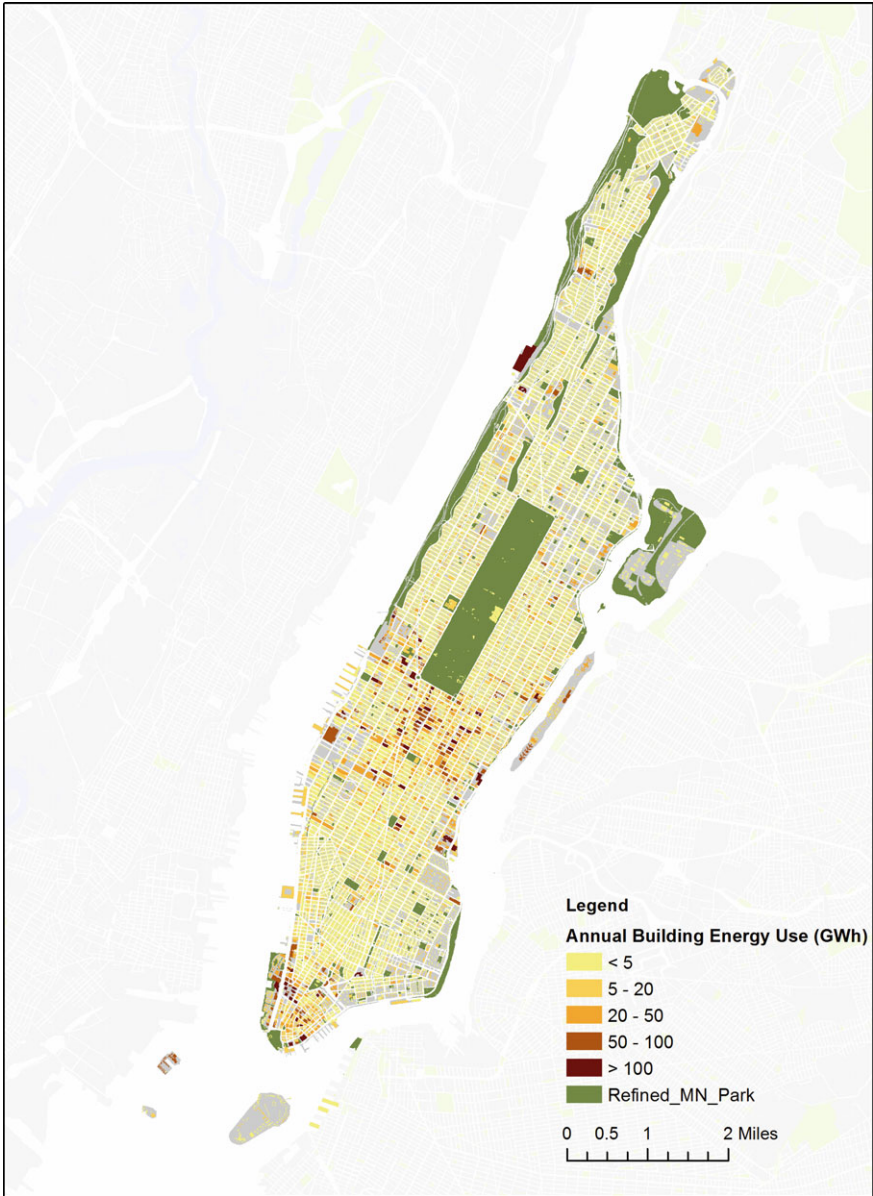 Legend
Annual Building Energy Use (GWh)
< 5
5 - 20
20 - 50
50 - 100
> 100
Refined_MN_Park
0 0.5 1 2 Miles